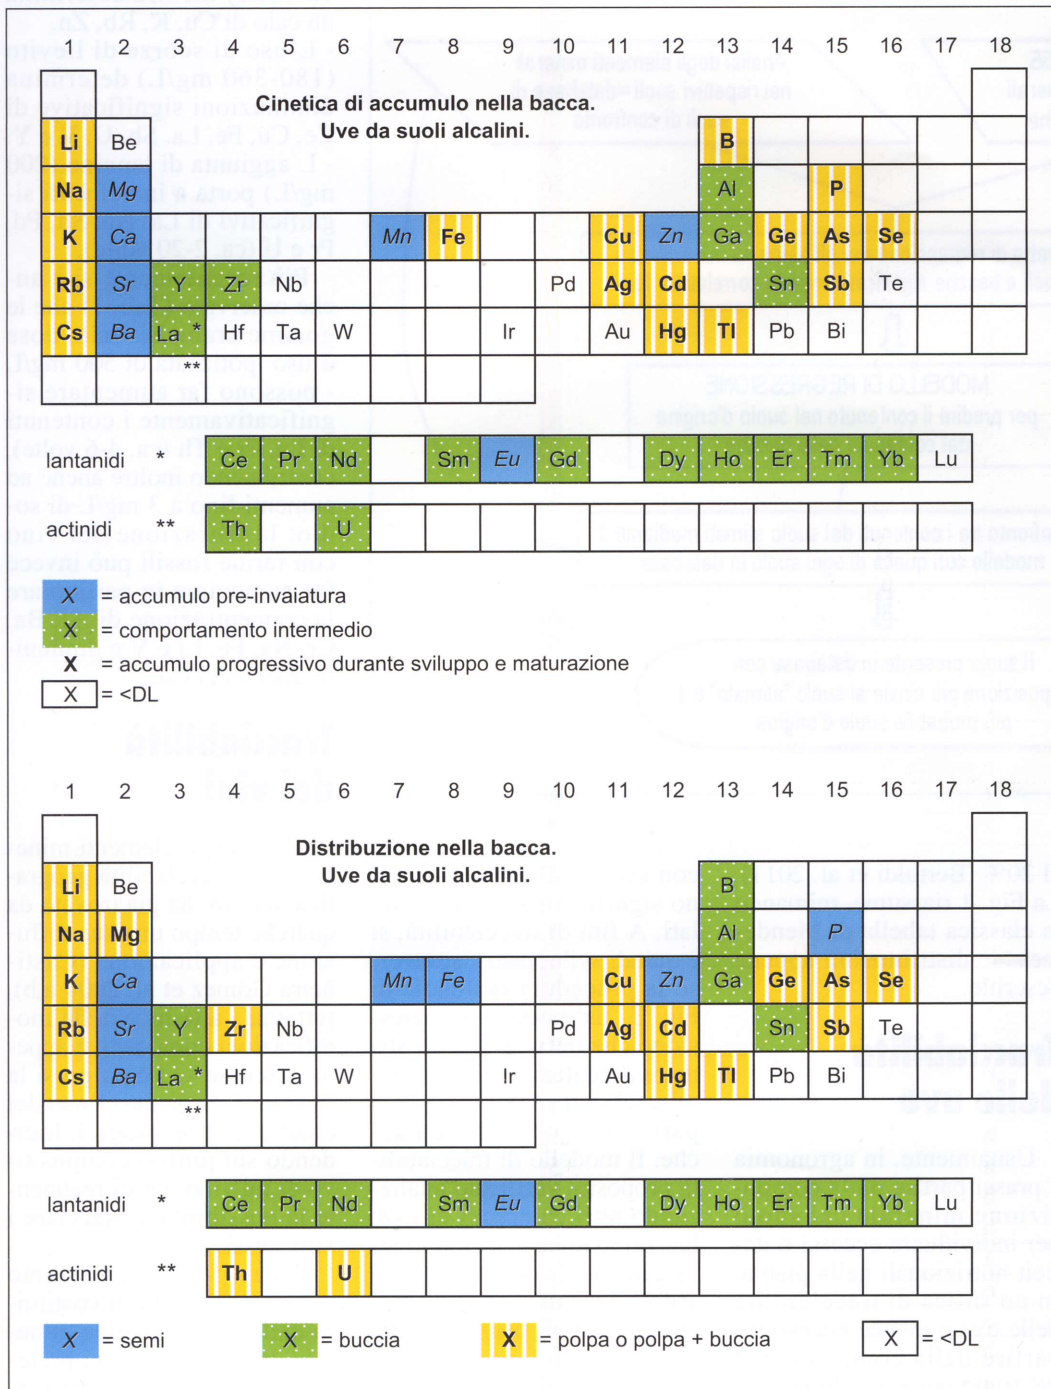 1 2 3 4 5 6 7 8 9 10 11 12 13 14 15 16 17 18
Cinetica di accumulo nella bacca.
Uve da suoli alcalini.
Li Be B
Na Mg Al P
K Ca Mn Fe Cu Zn Ga Ge As Se
Rb Sr Y Zr Nb Pd Ag Cd Sn Sb Te
Cs Ba La * Hf Ta W Ir Au Hg Tl Pb Bi
**
lantanidi * Ce Pr Nd Sm Eu Gd Dy Ho Er Tm Yb Lu
actinidi ** Th U
X = accumulo pre-invaiatura
X = comportamento intermedio
X = accumulo progressivo durante sviluppo e maturazione
X = <DL
1 2 3 4 5 6 7 8 9 10 11 12 13 14 15 16 17 18
Distribuzione nella bacca.
Uve da suoli alcalini.
Li Be B
Na Mg Al P
K Ca Mn Fe Cu Zn Ga Ge As Se
Rb Sr Y Zr Nb Pd Ag Cd Sn Sb Te
Cs Ba La * Hf Ta W Ir Au Hg Tl Pb Bi
**
lantanidi * Ce Pr Nd Sm Eu Gd Dy Ho Er Tm Yb Lu
actinidi ** Th U
X = semi X = buccia X = polpa o polpa + buccia X = <DL